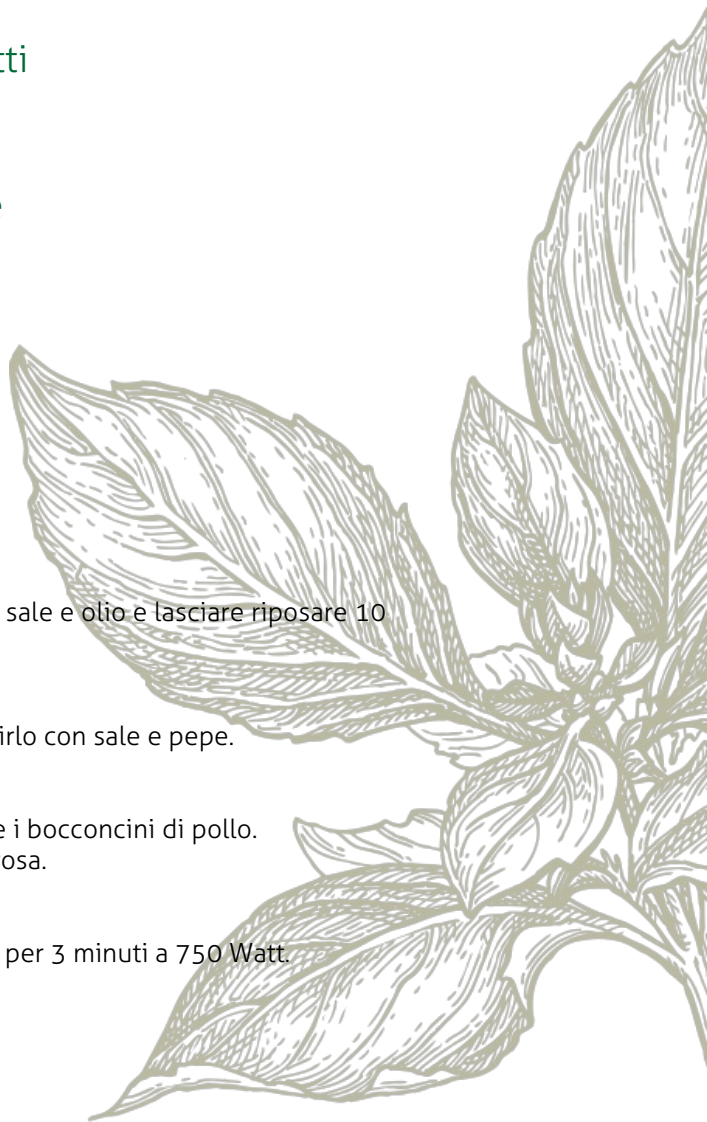 tti
sale e olio e lasciare riposare 10
irlo con sale e pepe.
e i bocconcini di pollo.
osa.
per 3 minuti a 750 Watt.